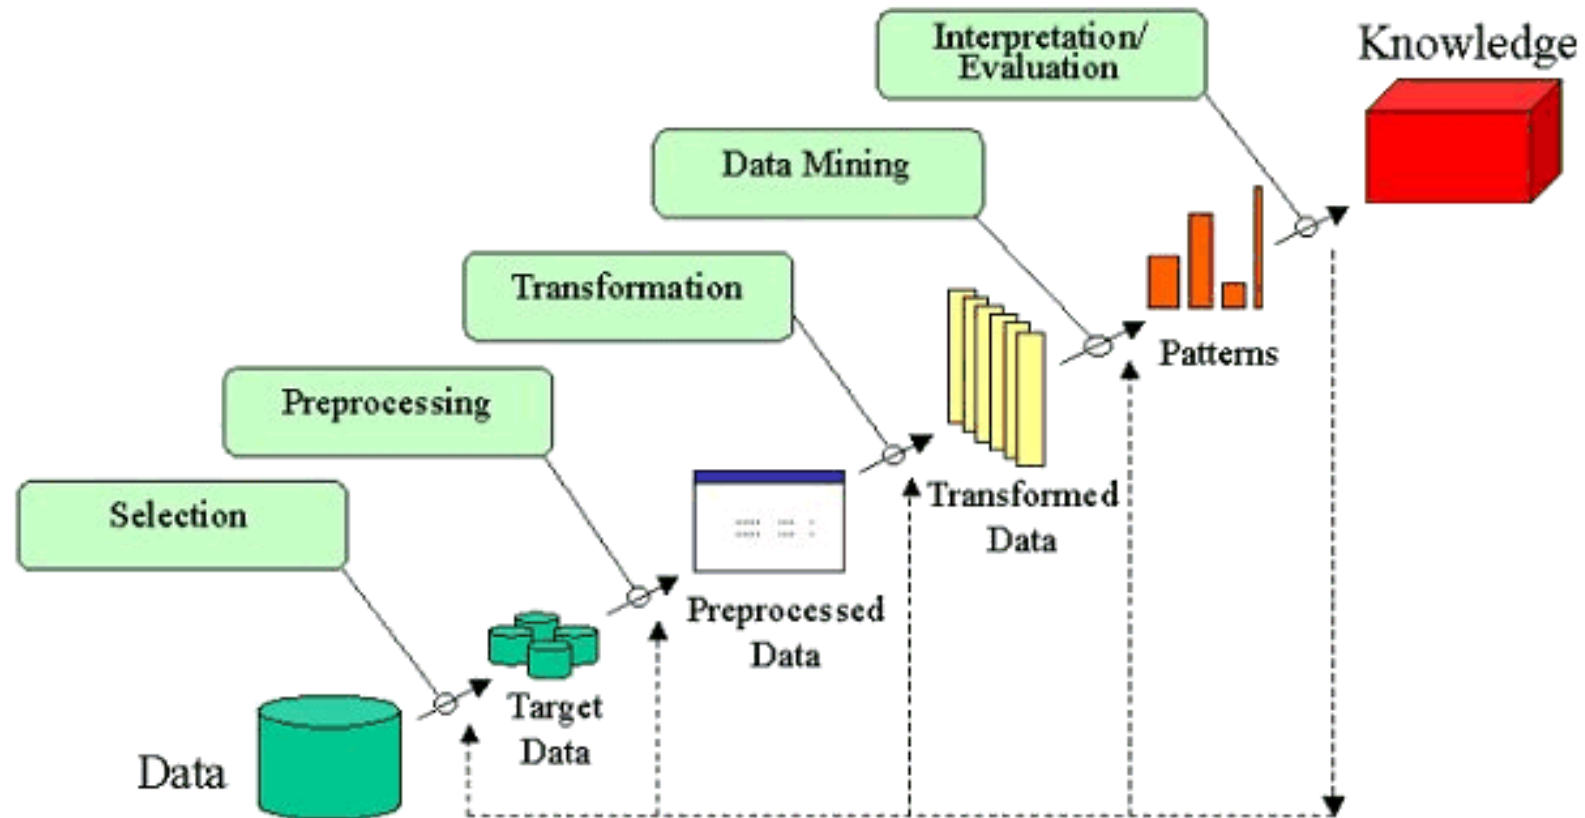 Interpretation/
Evaluation
Knowledge
Data Mining
Transformation
Patterns
Preprocessing
Transformed
Data
Selection
Preprocessed
Data
Target
Data
Data